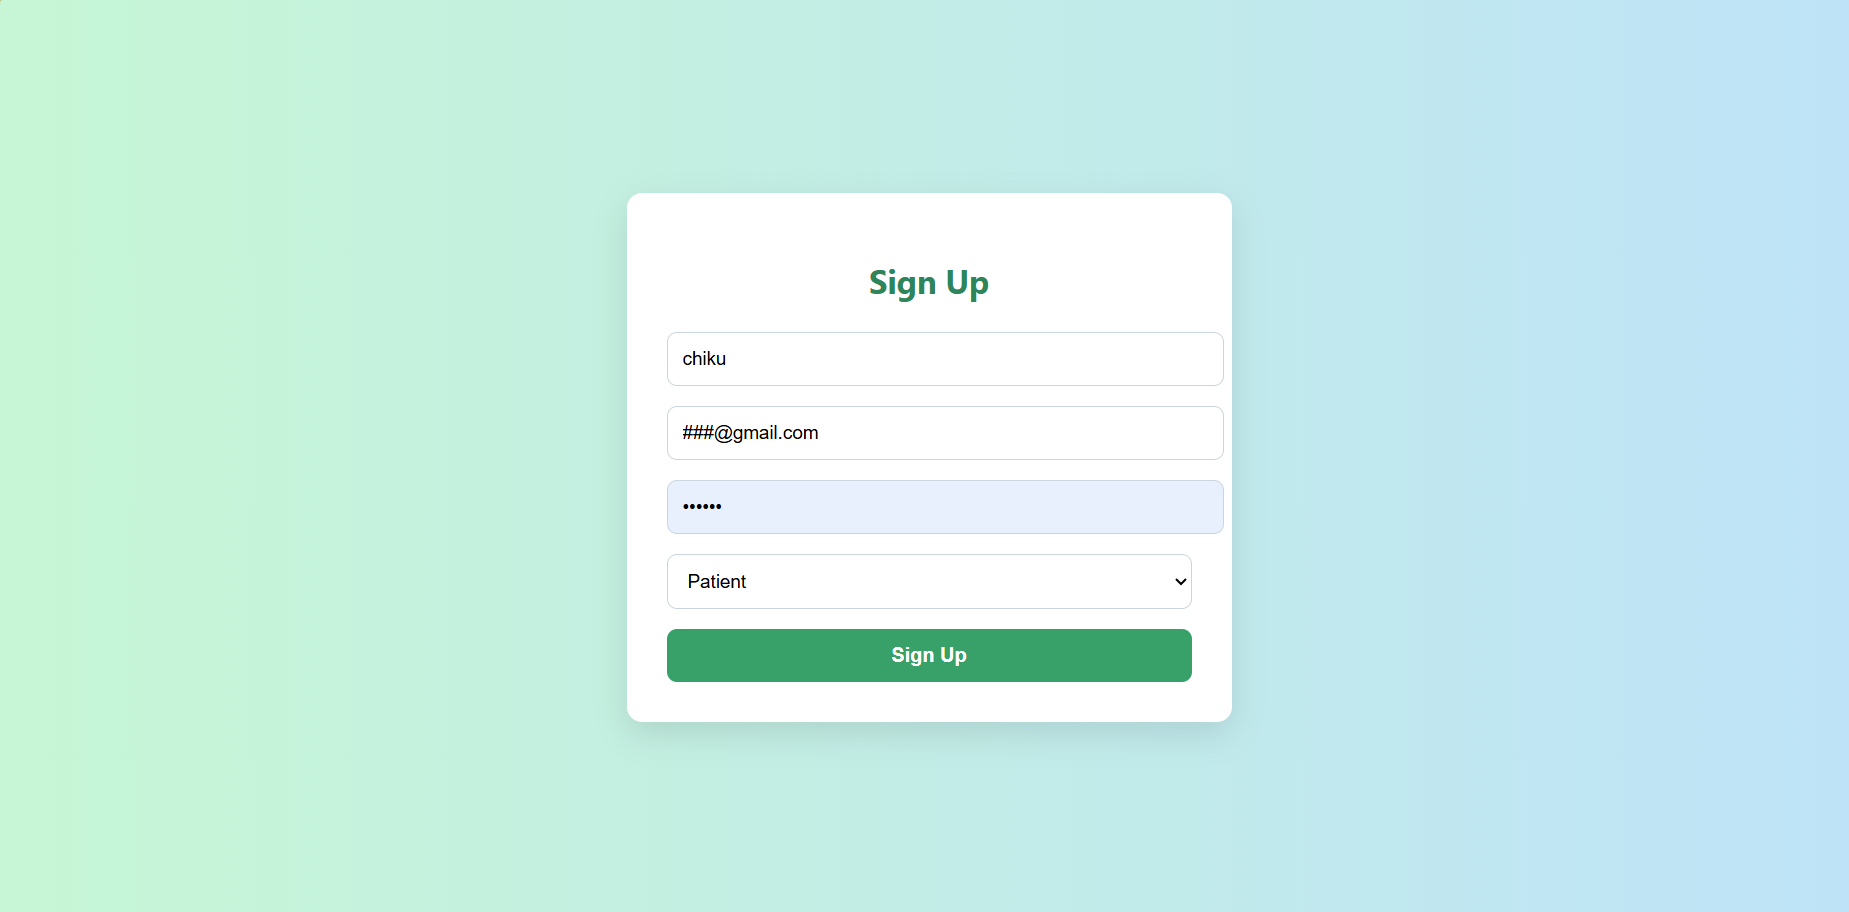 Sign Up
chiku
###@gmail.com
••••••
Patient
Sign Up